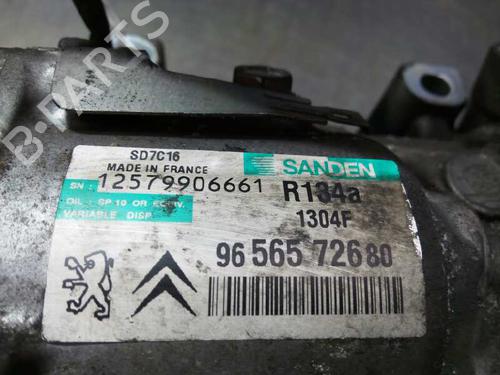 SD7C16
MADE IN FRANCE
SANDEN
SN: 12579906661
R134a
OIL: SP 10 OR EQUIV.
VARIABLE DISP.
1304F
96 565 726 80
B-PARTS